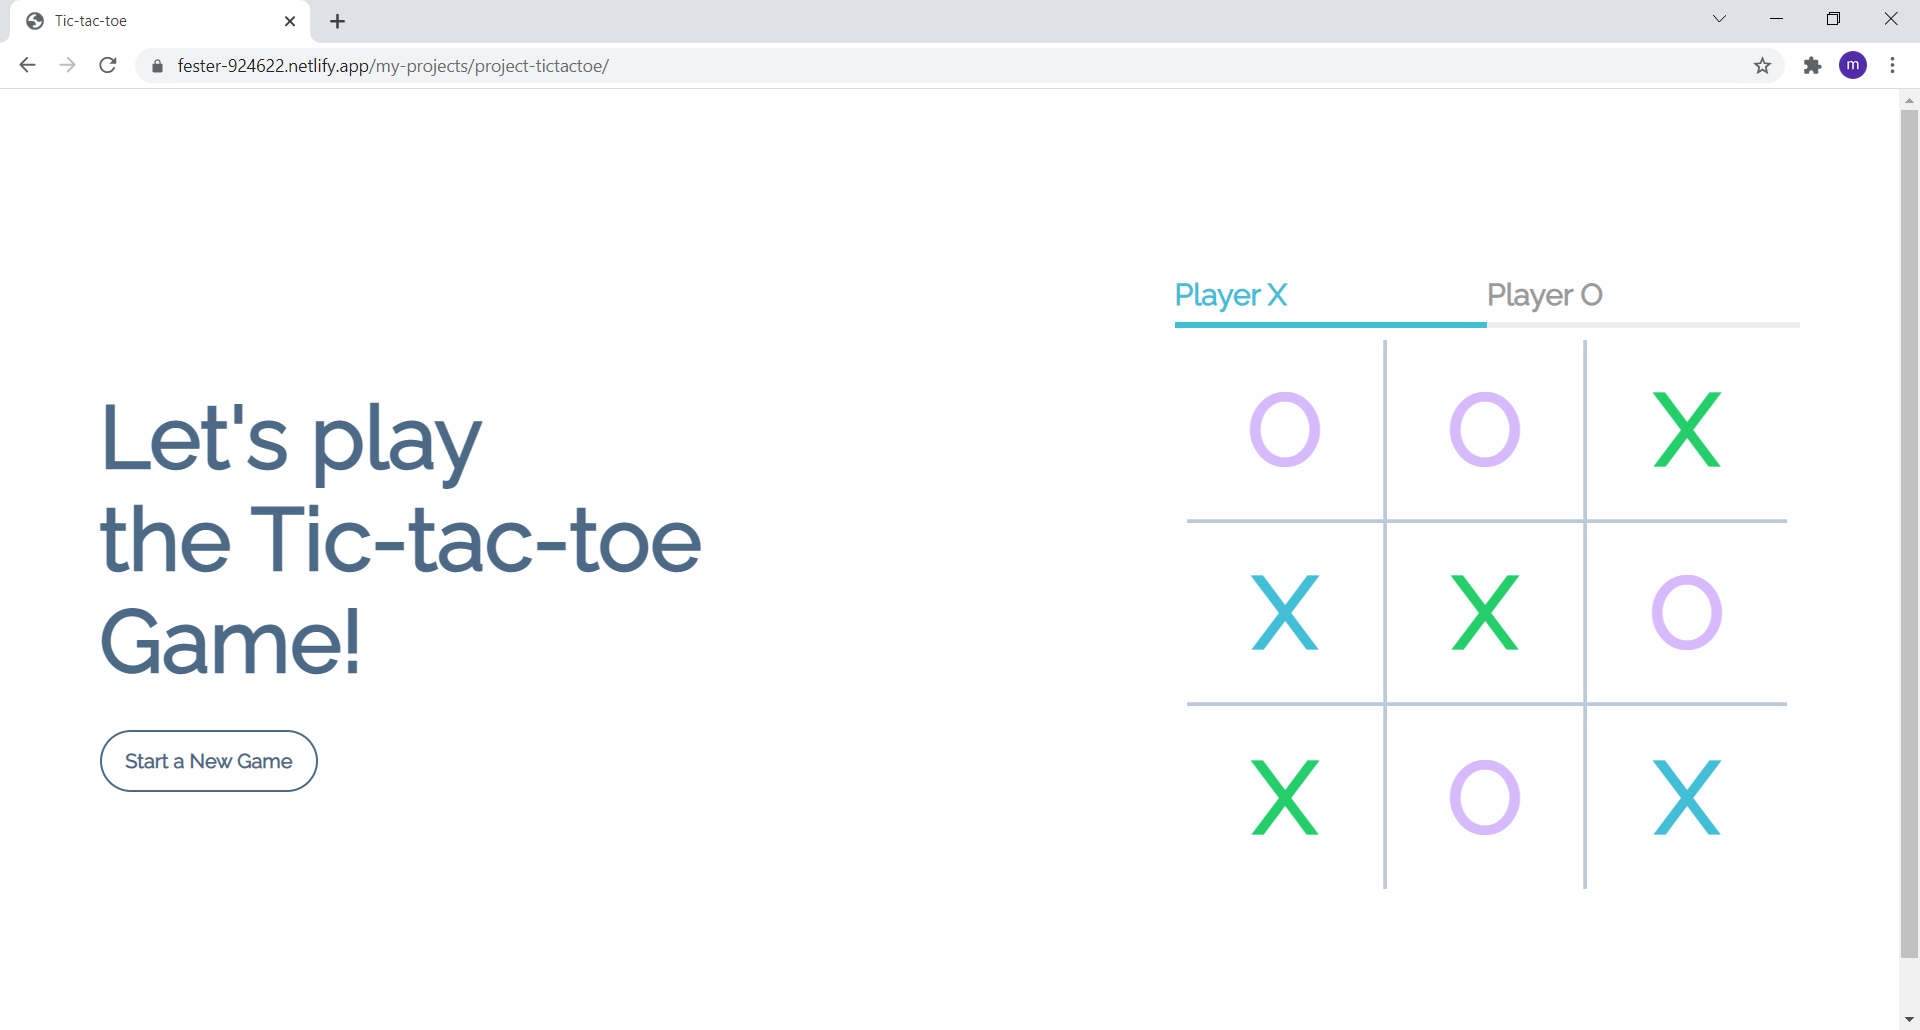 Tic-tac-toe
fester-924622.netlify.app/my-projects/project-tictactoe/
m
Let's play
the Tic-tac-toe
Game!
Start a New Game
Player X Player O
O O X
X X O
X O X